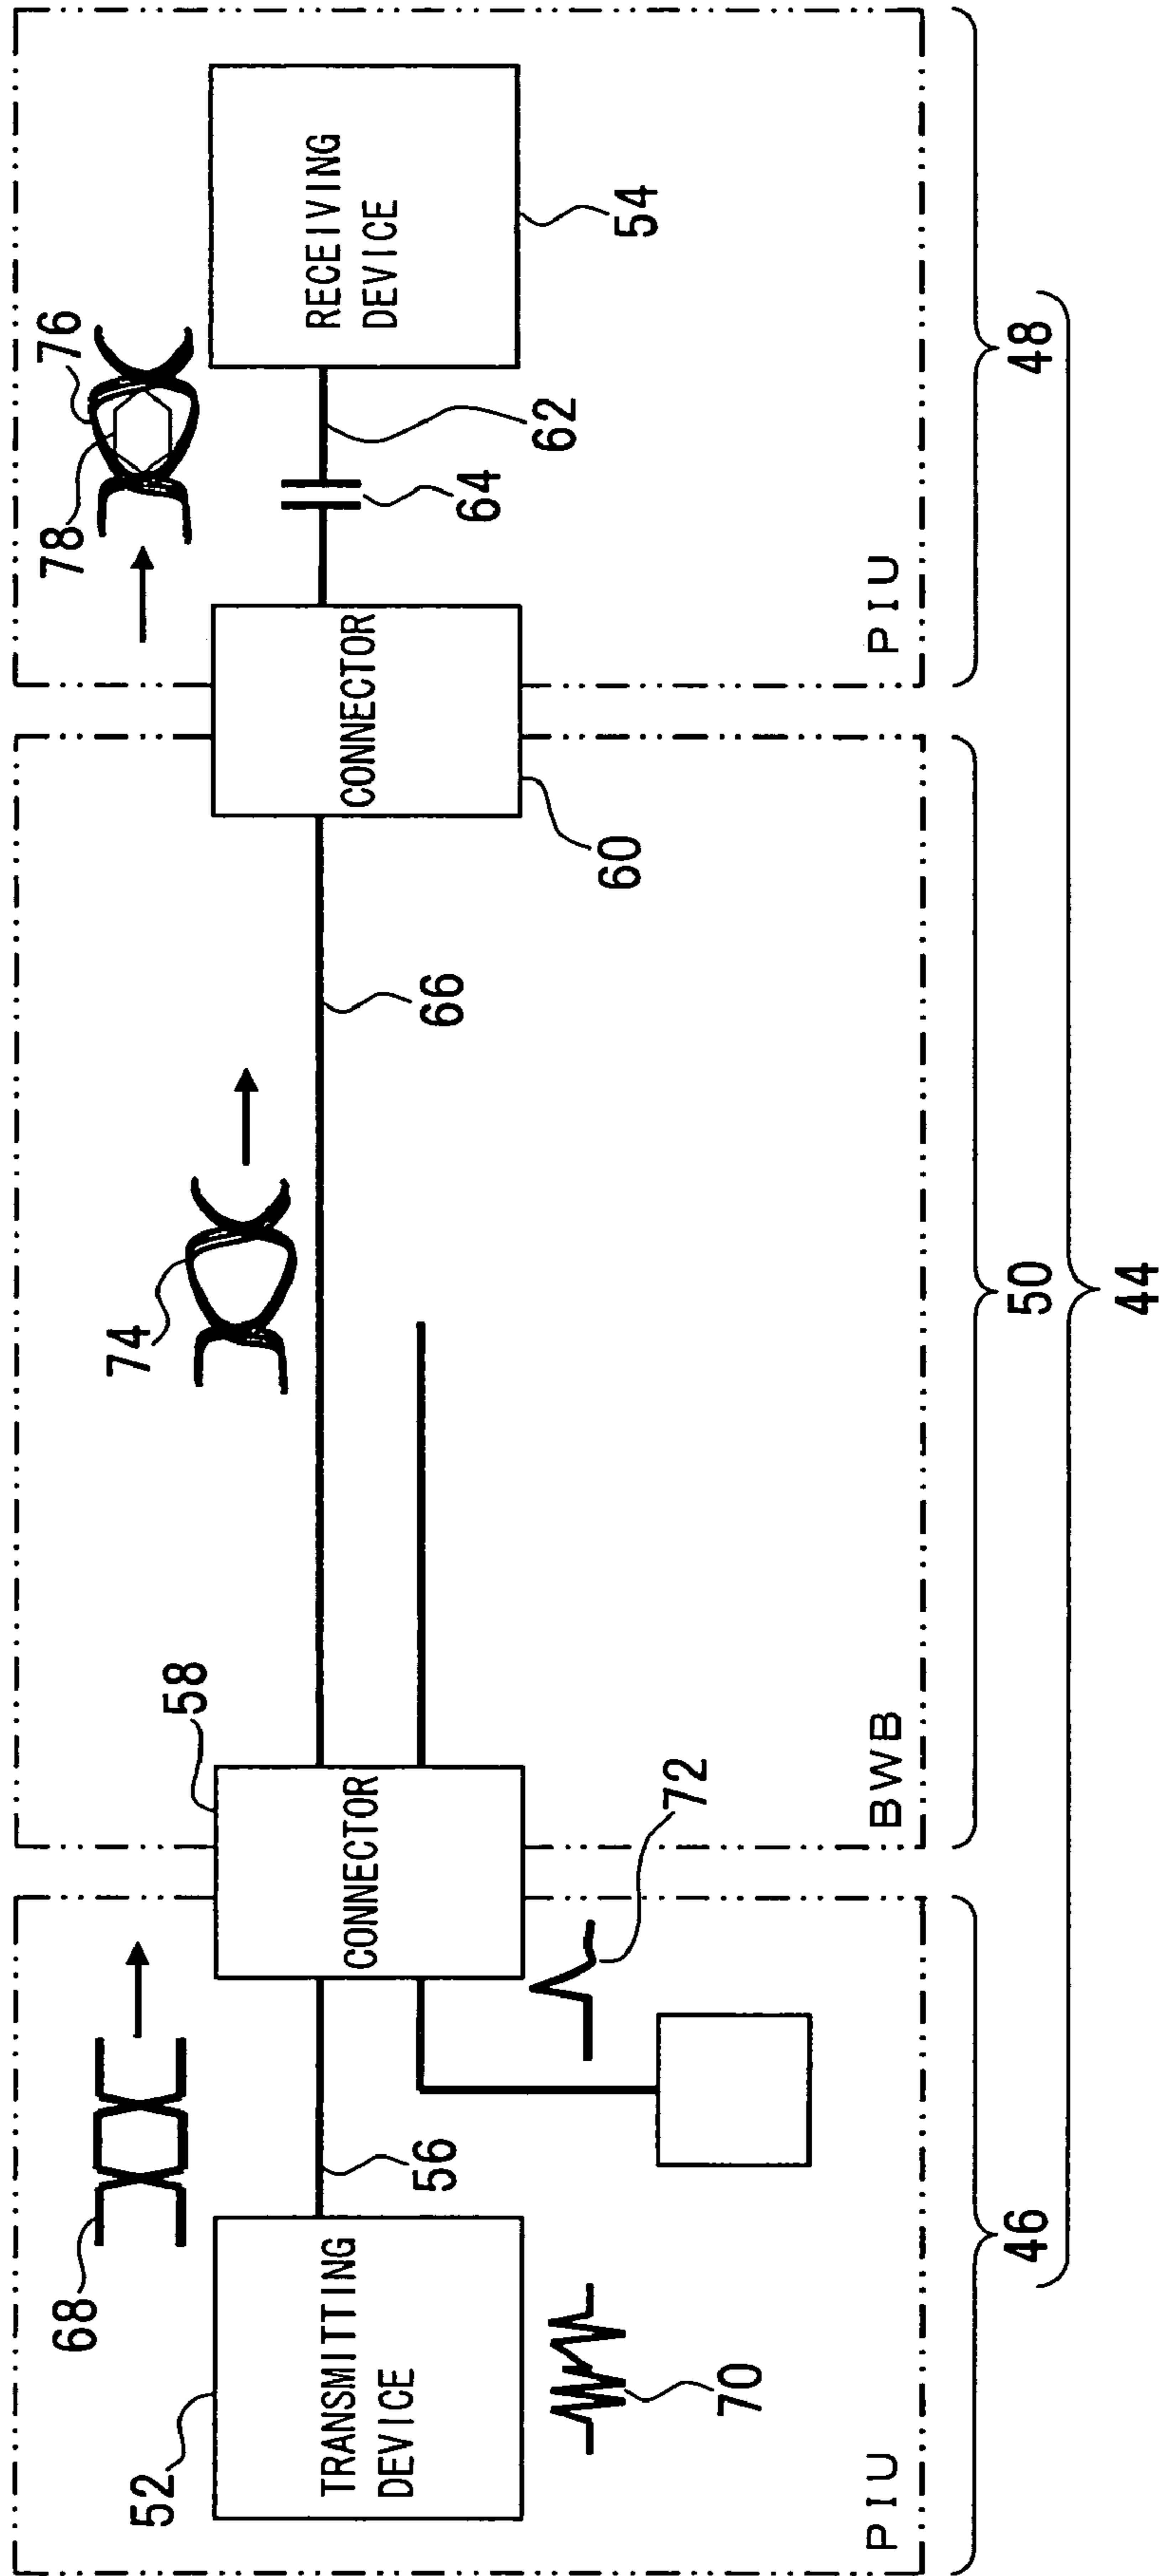 68
74
78
76
52
TRANSMITTING
DEVICE
56
CONNECTOR
58
66
CONNECTOR
60
64
62
RECEIVING
DEVICE
54
70
72
PIU
BWB
PIU
46
50
48
44